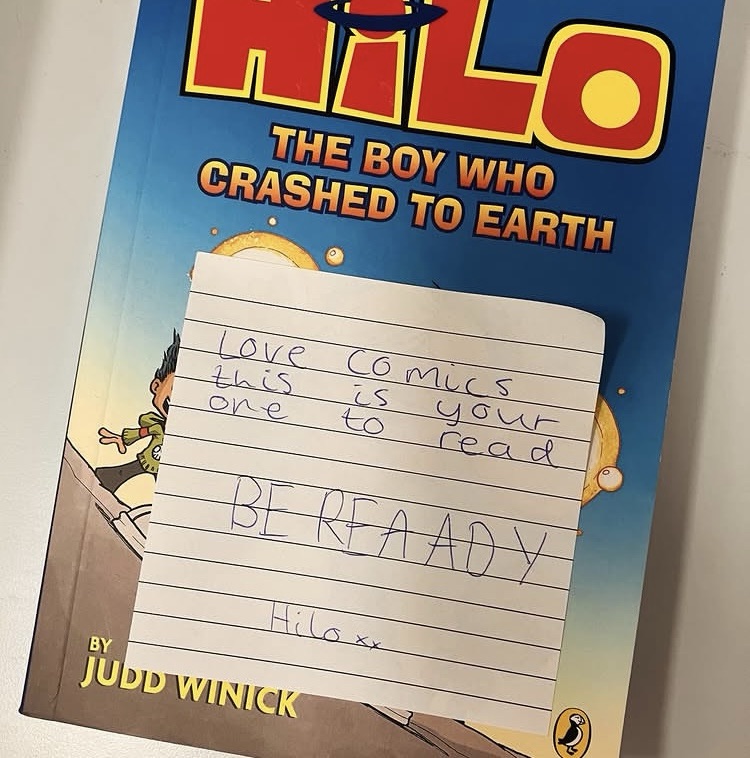 HiLO
THE BOY WHO
CRASHED TO EARTH
Love comics
this is your
one to read
BE REAADY
Hilo xx
BY
JUDD WINICK